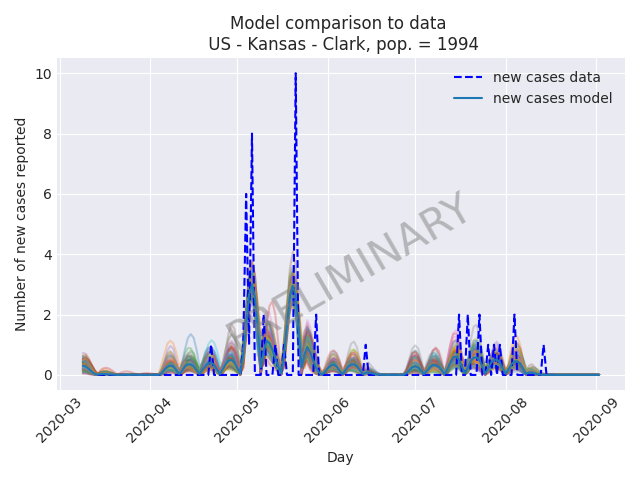 Model comparison to data
US - Kansas - Clark, pop. = 1994
new cases data
new cases model
Number of new cases reported
10
8
6
4
2
0
PRELIMINARY
2020-03
2020-04
2020-05
2020-06
2020-07
2020-08
2020-09
Day